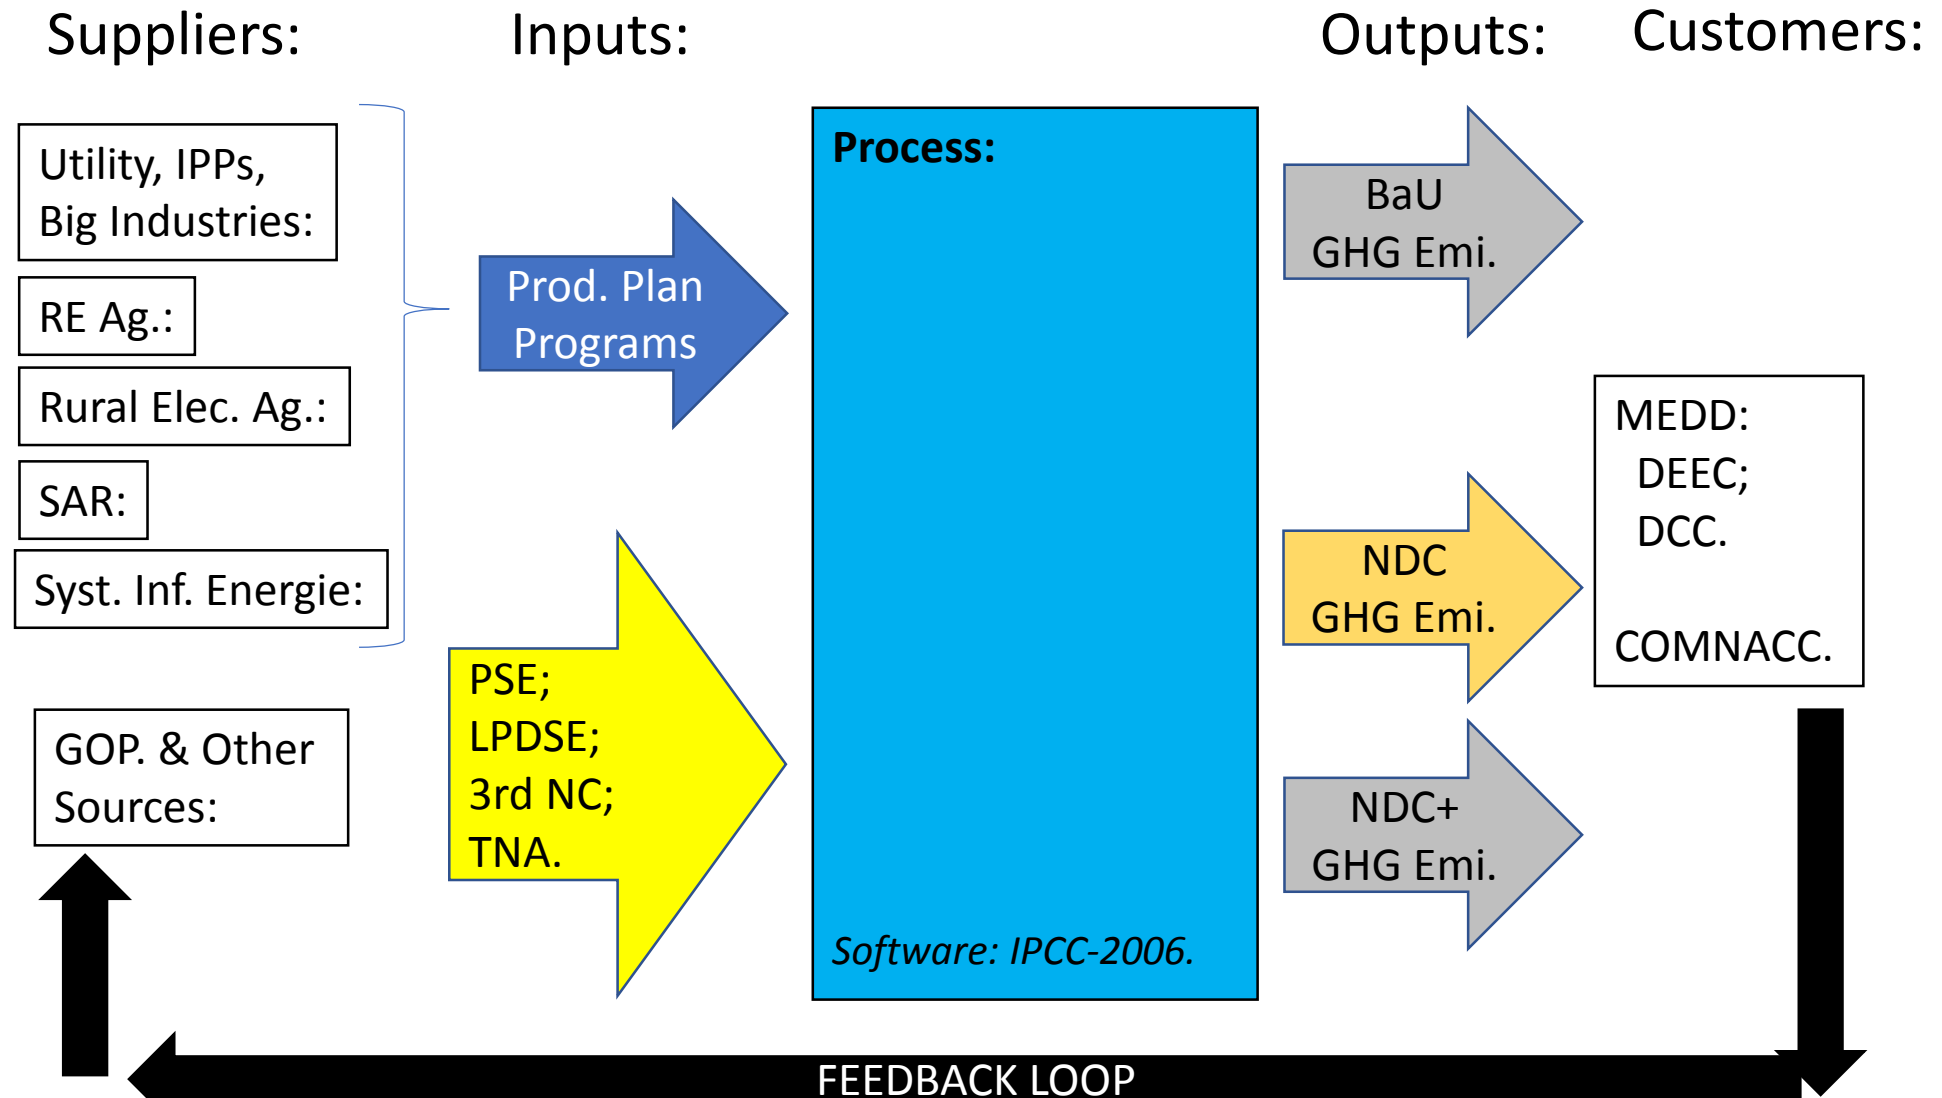 Suppliers:
Inputs:
Outputs:
Customers:
Utility, IPPs,
Big Industries:
RE Ag.:
Rural Elec. Ag.:
SAR:
Syst. Inf. Energie:
GOP. & Other
Sources:
Prod. Plan
Programs
PSE;
LPDSE;
3rd NC;
TNA.
Process:
Software: IPCC-2006.
BaU
GHG Emi.
NDC
GHG Emi.
NDC+
GHG Emi.
MEDD:
DEEC;
DCC.
COMNACC.
FEEDBACK LOOP